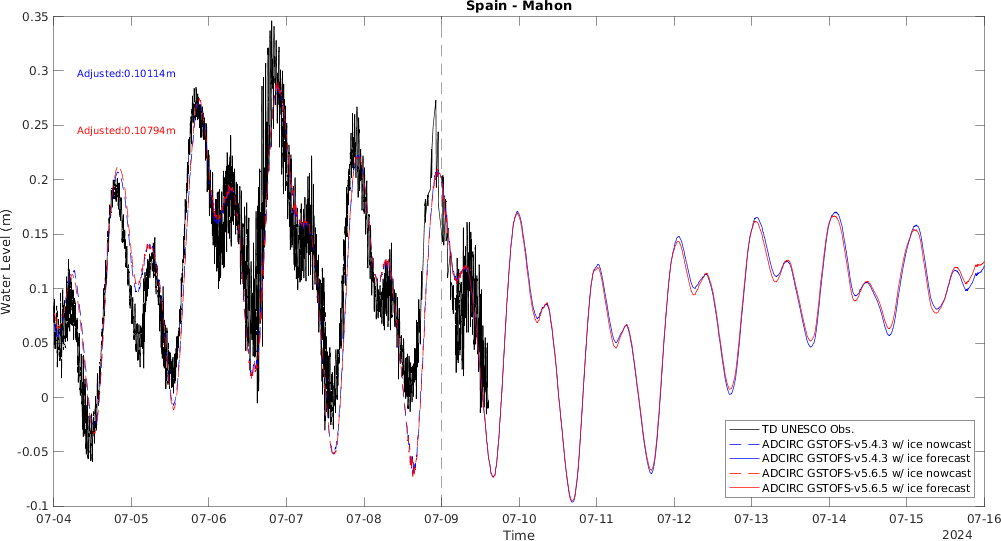 Spain - Mahon
0.35
0.3
0.25
0.2
0.15
0.1
0.05
0
-0.05
-0.1
Water Level (m)
Adjusted:0.10114m
Adjusted:0.10794m
TD UNESCO Obs.
ADCIRC GSTOFS-v5.4.3 w/ ice nowcast
ADCIRC GSTOFS-v5.4.3 w/ ice forecast
ADCIRC GSTOFS-v5.6.5 w/ ice nowcast
ADCIRC GSTOFS-v5.6.5 w/ ice forecast
07-04 07-05 07-06 07-07 07-08 07-09 07-10 07-11 07-12 07-13 07-14 07-15 07-16
Time
2024